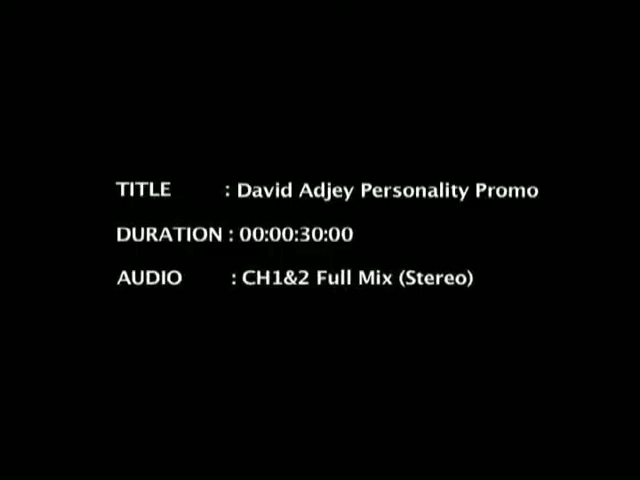 TITLE : David Adjey Personality Promo
DURATION : 00:00:30:00
AUDIO : CH1&2 Full Mix (Stereo)